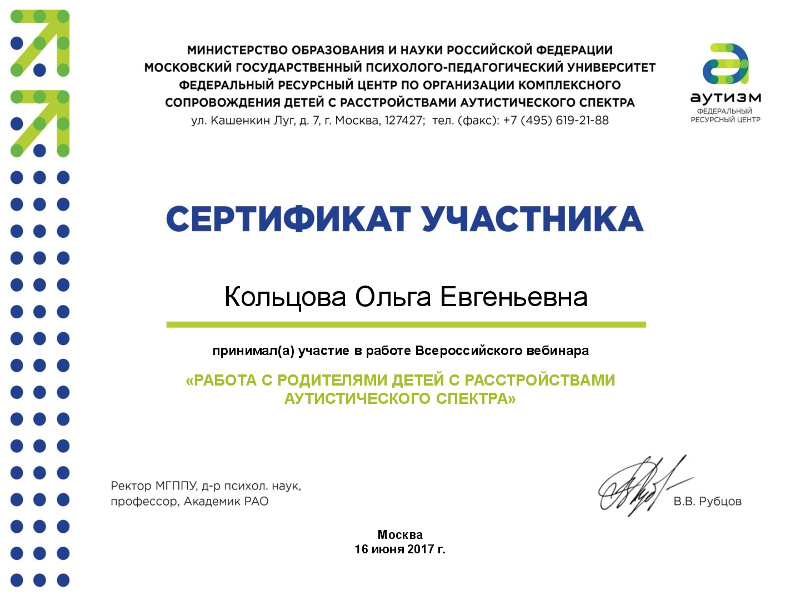 МИНИСТЕРСТВО ОБРАЗОВАНИЯ И НАУКИ РОССИЙСКОЙ ФЕДЕРАЦИИ
МОСКОВСКИЙ ГОСУДАРСТВЕННЫЙ ПСИХОЛОГО-ПЕДАГОГИЧЕСКИЙ УНИВЕРСИТЕТ
ФЕДЕРАЛЬНЫЙ РЕСУРСНЫЙ ЦЕНТР ПО ОРГАНИЗАЦИИ КОМПЛЕКСНОГО
СОПРОВОЖДЕНИЯ ДЕТЕЙ С РАССТРОЙСТВАМИ АУТИСТИЧЕСКОГО СПЕКТРА
ул. Кашенкин Луг, д. 7, г. Москва, 127427; тел. (факс): +7 (495) 619-21-88
аутизм
ФЕДЕРАЛЬНЫЙ
РЕСУРСНЫЙ ЦЕНТР
СЕРТИФИКАТ УЧАСТНИКА
Кольцова Ольга Евгеньевна
принимал(а) участие в работе Всероссийского вебинара
«РАБОТА С РОДИТЕЛЯМИ ДЕТЕЙ С РАССТРОЙСТВАМИ
АУТИСТИЧЕСКОГО СПЕКТРА»
Ректор МГППУ, д-р психол. наук,
профессор, Академик РАО
В.В. Рубцов
Москва
16 июня 2017 г.